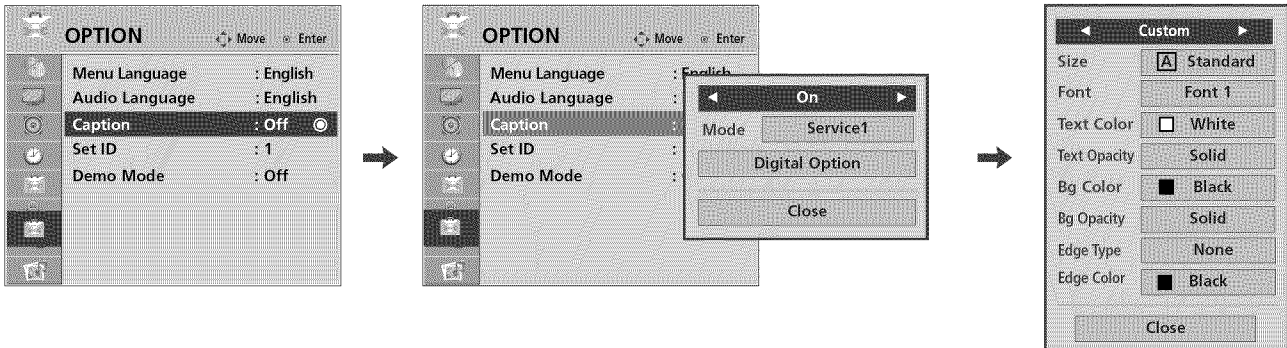 OPTION Move Enter
Menu Language : English
Audio Language : English
Caption : Off
Set ID : 1
Demo Mode : Off
OPTION Move Enter
Menu Language : English
Audio Language :
Caption :
Set ID :
Demo Mode :
On
Mode Service1
Digital Option
Close
Custom
Size A Standard
Font Font 1
Text Color White
Text Opacity Solid
Bg Color Black
Bg Opacity Solid
Edge Type None
Edge Color Black
Close